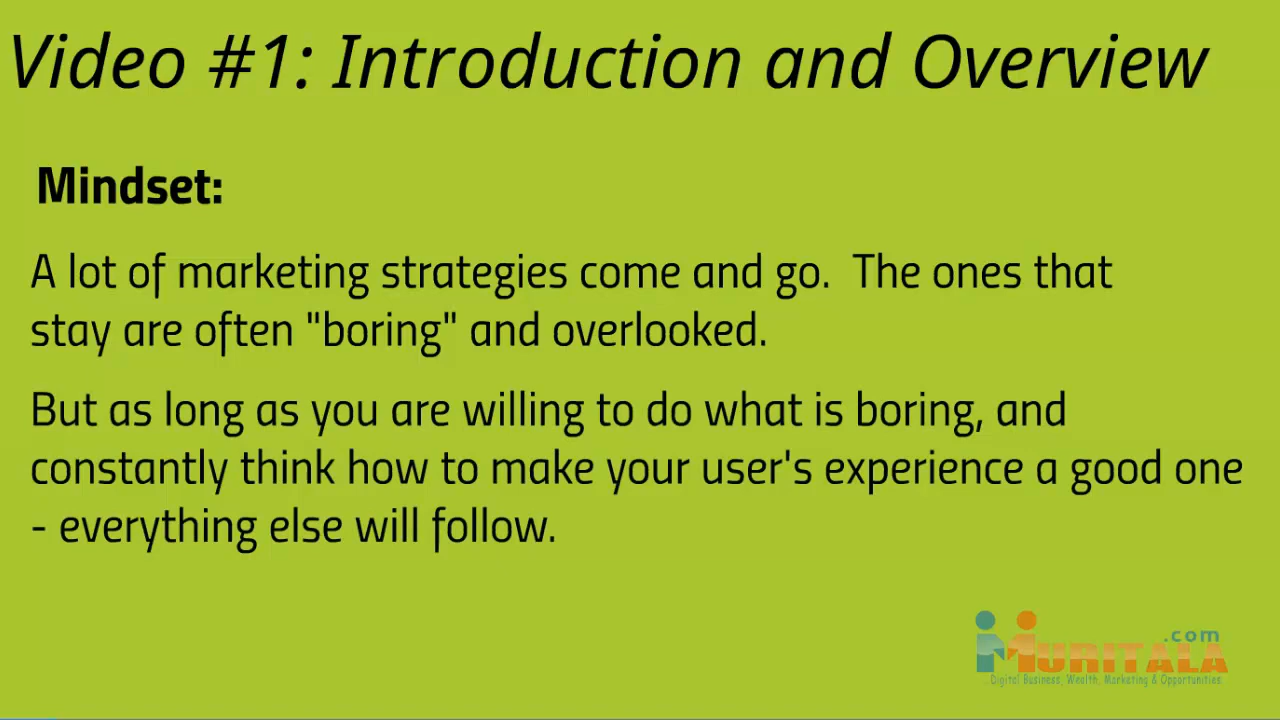 Video #1: Introduction and Overview
Mindset:
A lot of marketing strategies come and go.  The ones that
stay are often "boring" and overlooked.
But as long as you are willing to do what is boring, and
constantly think how to make your user's experience a good one
- everything else will follow.
.com
MURITALA
Digital Business, Wealth, Marketing & Opportunities